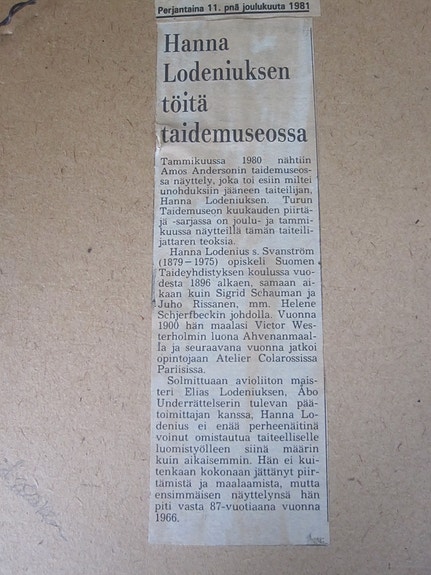 Perjantaina 11. pnä joulukuuta 1981
Hanna
Lodeniuksen
töitä
taidemuseossa
Tammikuussa 1980 nähtiin
Amos Andersonin taidemuseos-
sa näyttely, joka toi esiin miltei
unohduksiin jääneen taiteilijan,
Hanna Lodeniuksen. Turun
Taidemuseon kuukauden piirtä-
jä -sarjassa on joulu- ja tammi-
kuussa näytteillä tämän taiteili-
jattaren teoksia.
Hanna Lodenius s. Svanström
(1879–1975) opiskeli Suomen
Taideyhdistyksen koulussa vuo-
desta 1896 alkaen, samaan ai-
kaan kuin Sigrid Schauman ja
Juho Rissanen, mm. Helene
Schjerfbeckin johdolla. Vuonna
1900 hän maalasi Victor Wes-
terholmin luona Ahvenanmaal-
la ja seuraavana vuonna jatkoi
opintojaan Atelier Colarossissa
Pariisissa.
Solmittuaan avioliiton mais-
teri Elias Lodeniuksen, Åbo
Underrättelserin tulevan pää-
toimittajan kanssa, Hanna Lo-
denius ei enää perheenäitinä
voinut omistautua taiteelliselle
luomistyölleen siinä määrin
kuin aikaisemmin. Hän ei kui-
tenkaan kokonaan jättänyt piir-
tämistä ja maalaamista, mutta
ensimmäisen näyttelynsä hän
piti vasta 87-vuotiaana vuonna
1966.